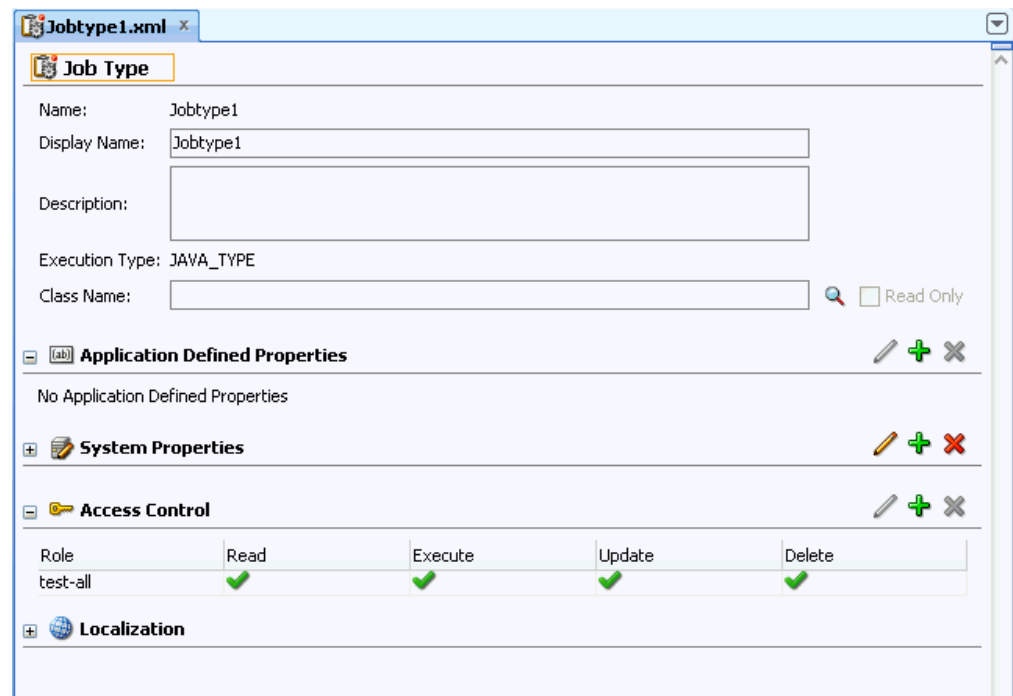 Jobtype1.xml x
Job Type
Name: Jobtype1
Display Name: Jobtype1
Description:
Execution Type: JAVA_TYPE
Class Name: Read Only
(ab) Application Defined Properties
No Application Defined Properties
System Properties
Access Control
Role Read Execute Update Delete
test-all
Localization